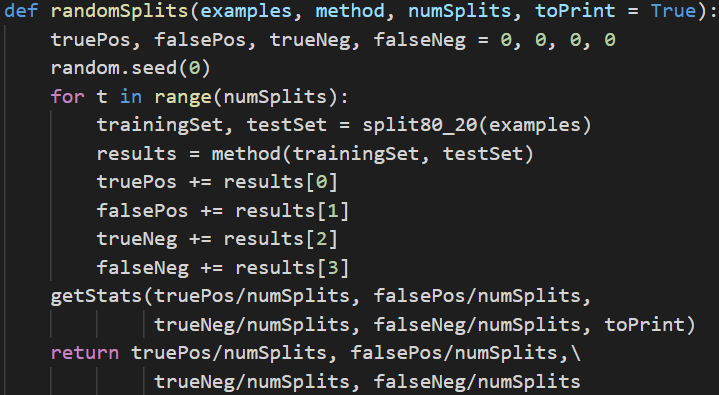 def randomSplits(examples, method, numSplits, toPrint = True):
    truePos, falsePos, trueNeg, falseNeg = 0, 0, 0, 0
    random.seed(0)
    for t in range(numSplits):
        trainingSet, testSet = split80_20(examples)
        results = method(trainingSet, testSet)
        truePos += results[0]
        falsePos += results[1]
        trueNeg += results[2]
        falseNeg += results[3]
    getStats(truePos/numSplits, falsePos/numSplits,
             trueNeg/numSplits, falseNeg/numSplits, toPrint)
    return truePos/numSplits, falsePos/numSplits,\
             trueNeg/numSplits, falseNeg/numSplits